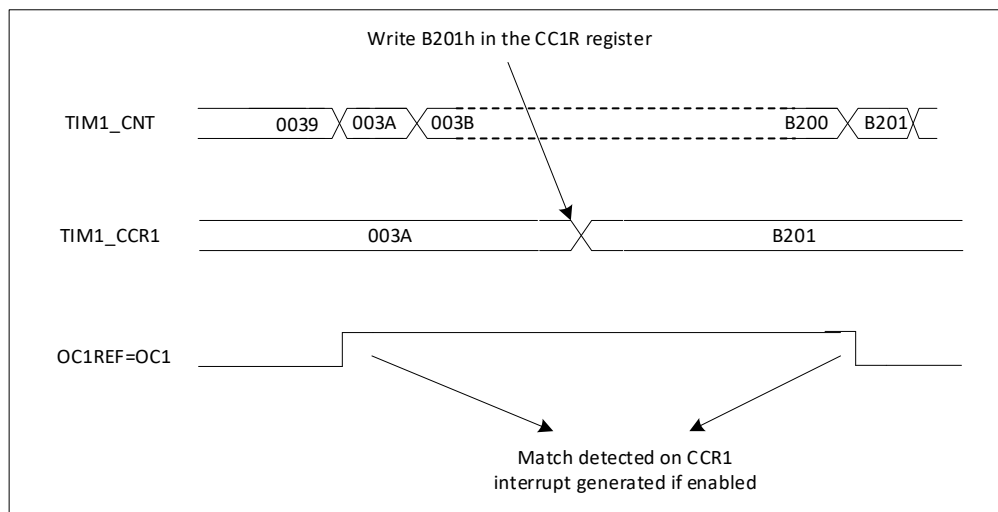 Write B201h in the CC1R register
TIM1_CNT 0039 003A 003B B200 B201
TIM1_CCR1 003A B201
OC1REF=OC1
Match detected on CCR1
interrupt generated if enabled